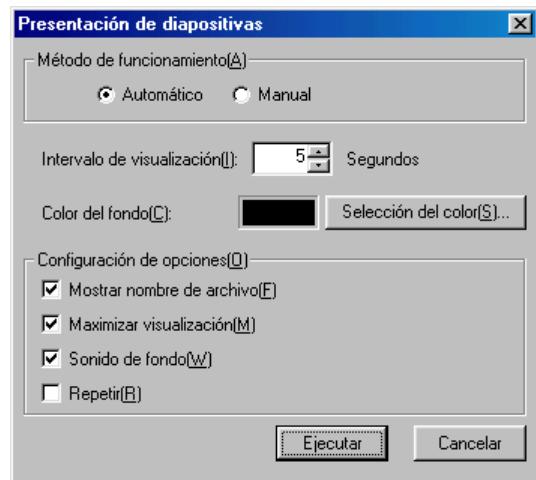 Presentación de diapositivas
Método de funcionamiento(A)
Automático Manual
Intervalo de visualización(I): 5 Segundos
Color del fondo(C): Selección del color(S)...
Configuración de opciones(O)
Mostrar nombre de archivo(F)
Maximizar visualización(M)
Sonido de fondo(W)
Repetir(R)
Ejecutar Cancelar